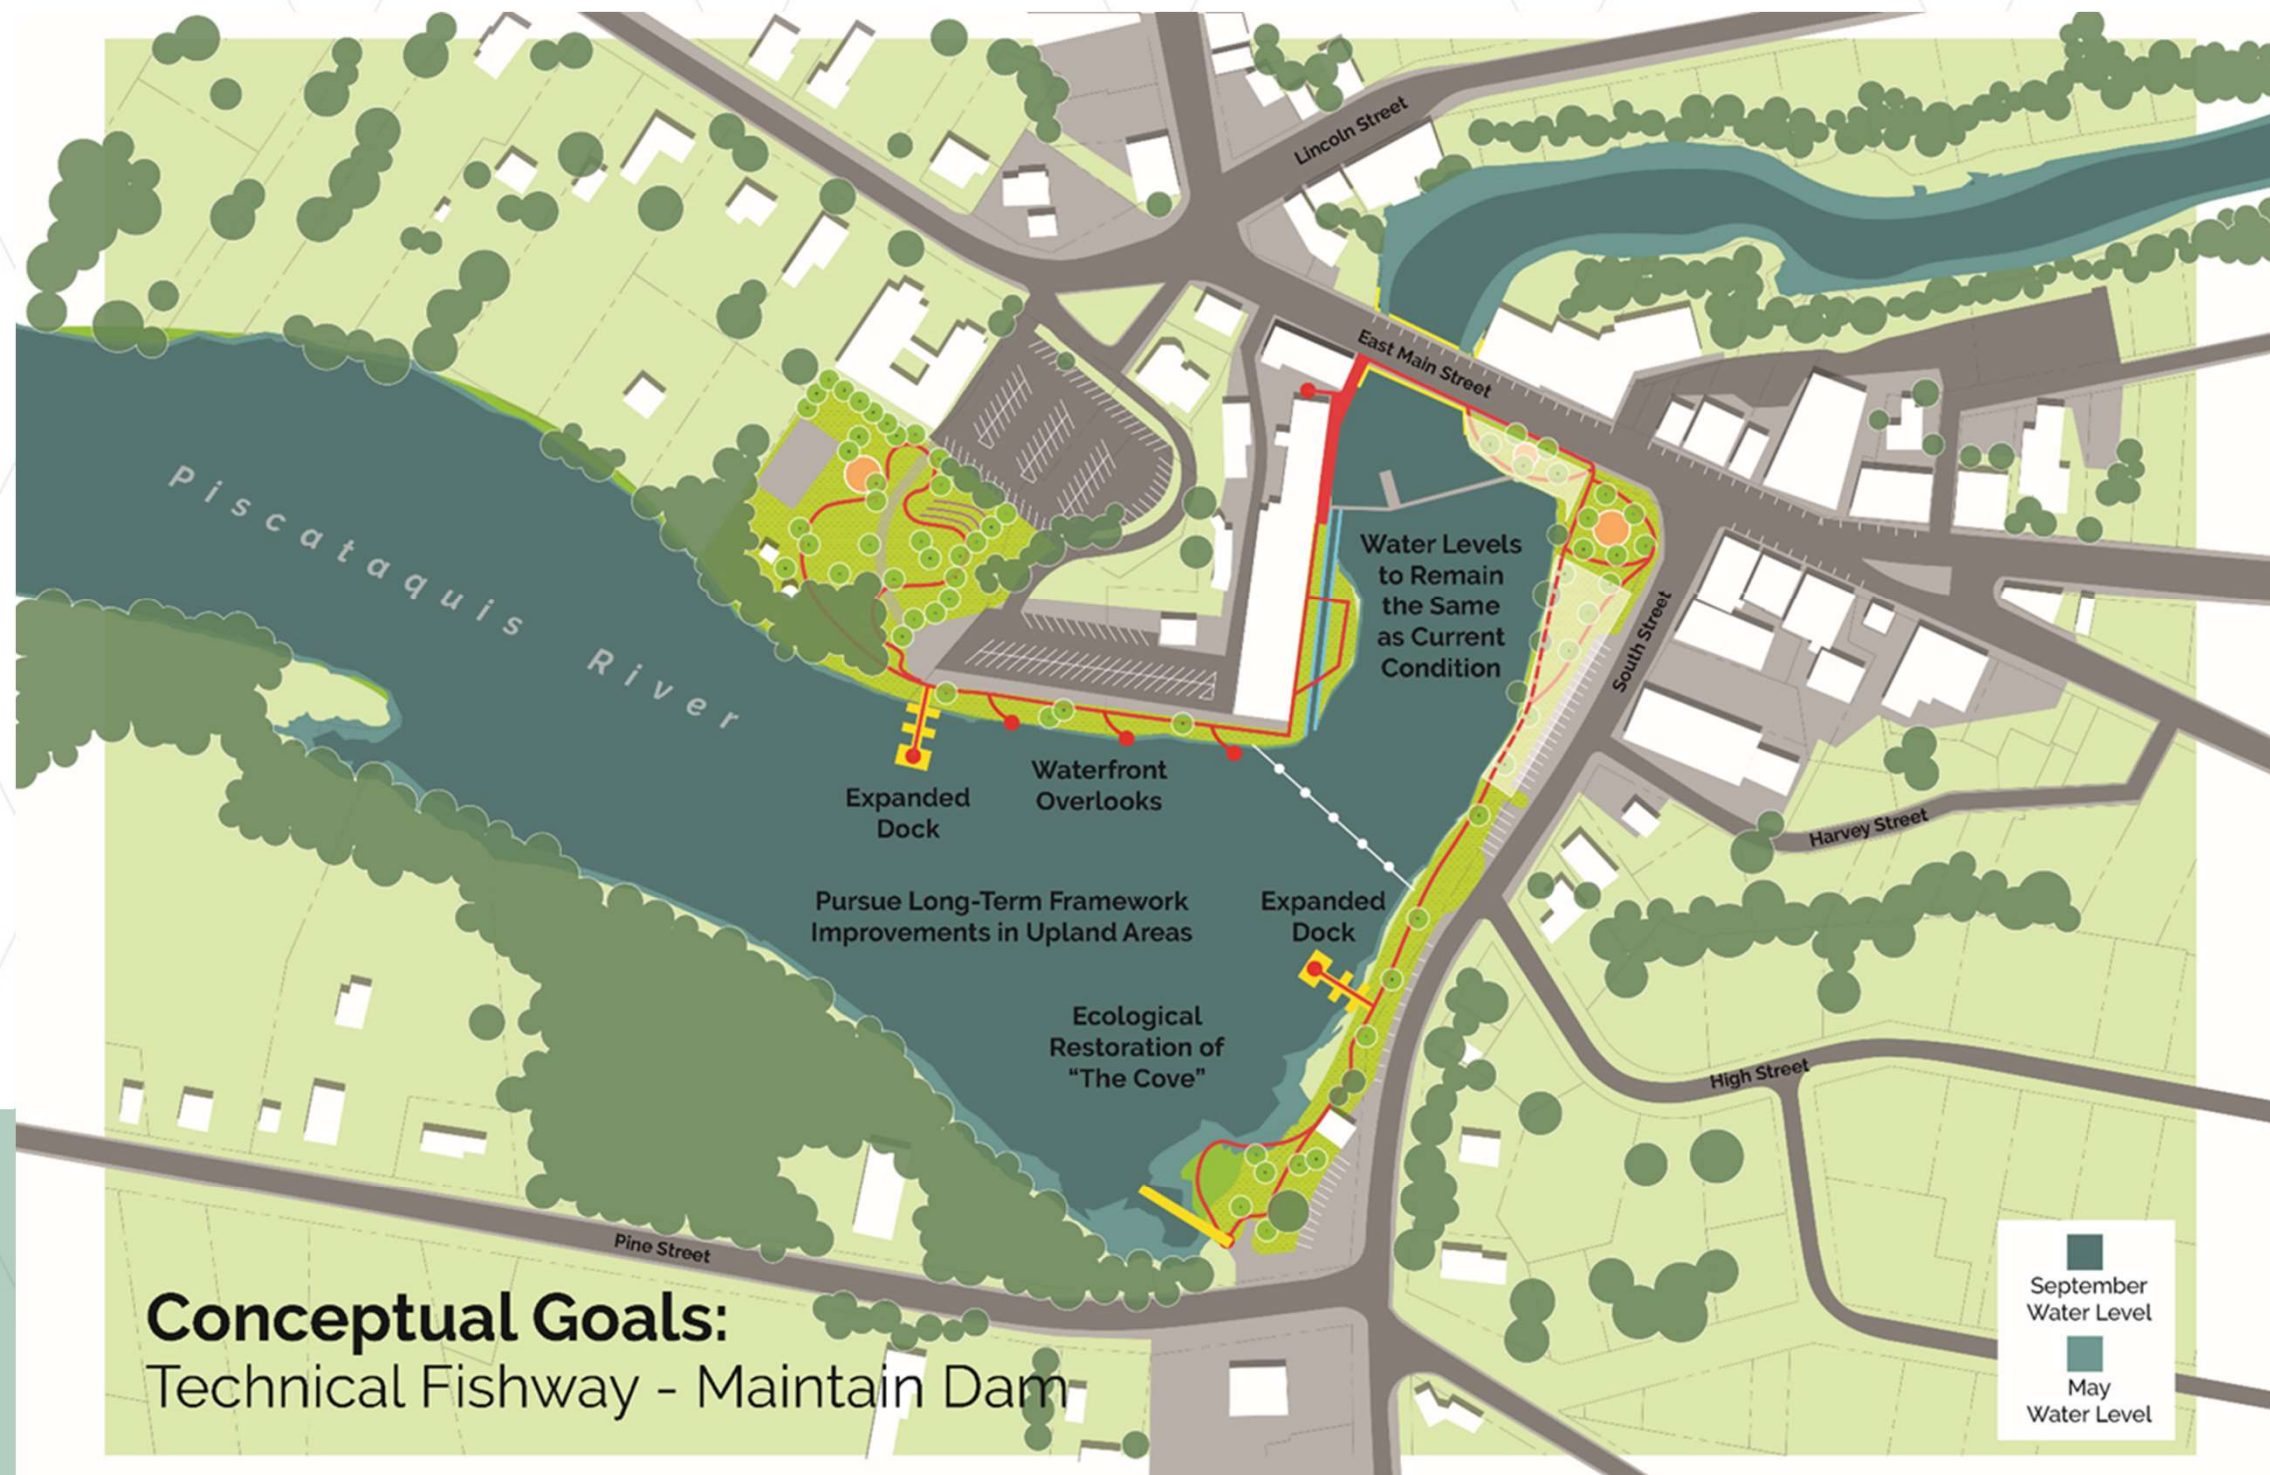 Lincoln Street
East Main Street
Piscataquis River
Water Levels
to Remain
the Same
as Current
Condition
South Street
Waterfront
Overlooks
Expanded
Dock
Harvey Street
Pursue Long-Term Framework
Improvements in Upland Areas
Expanded
Dock
Ecological
Restoration of
“The Cove”
High Street
Pine Street
Conceptual Goals:
Technical Fishway - Maintain Dam
September
Water Level
May
Water Level